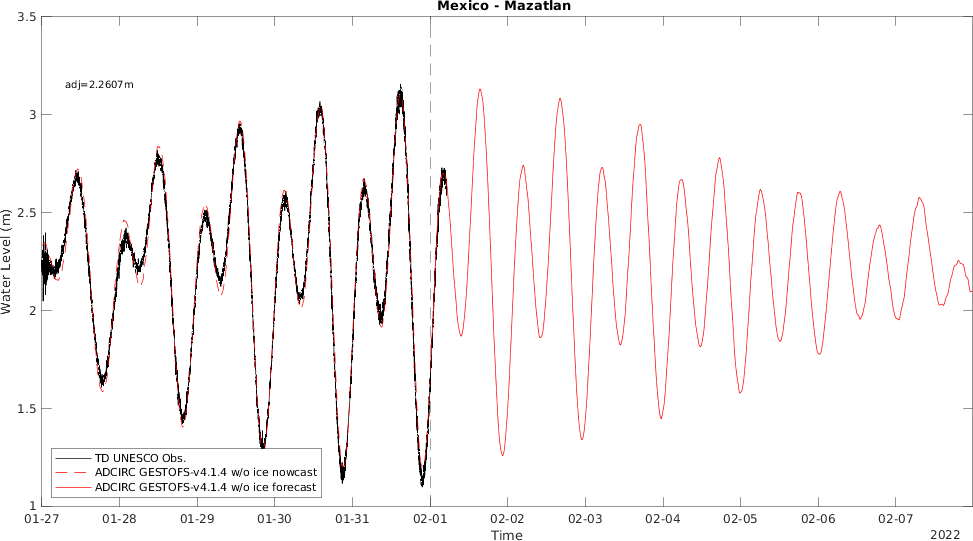 Mexico - Mazatlan
3.5
adj=2.2607m
3
2.5
Water Level (m)
2
1.5
TD UNESCO Obs.
ADCIRC GESTOFS-v4.1.4 w/o ice nowcast
ADCIRC GESTOFS-v4.1.4 w/o ice forecast
1
01-27 01-28 01-29 01-30 01-31 02-01 02-02 02-03 02-04 02-05 02-06 02-07
Time
2022